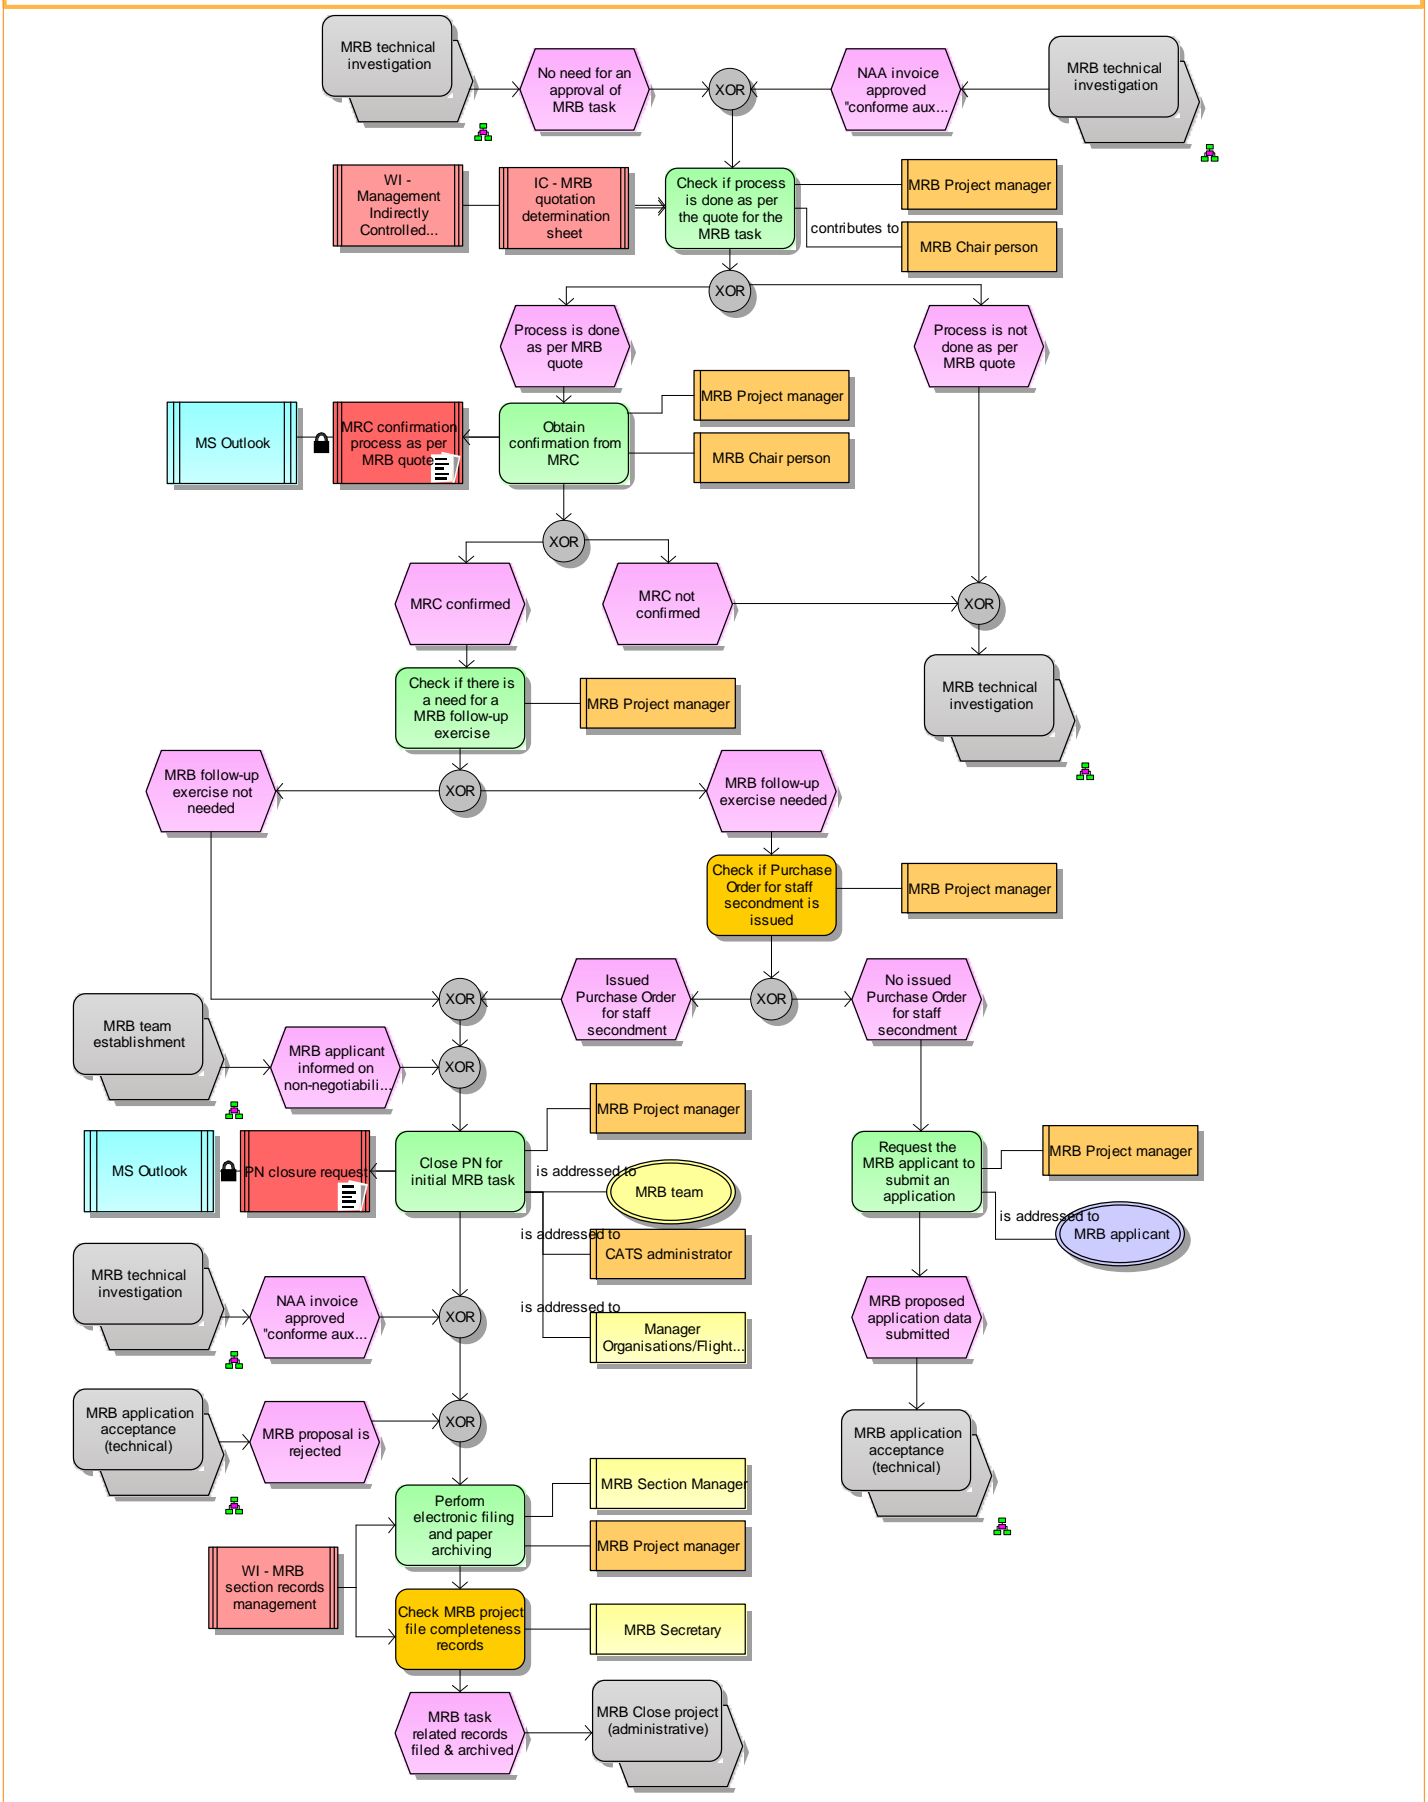 MRB technical
investigation
No need for an
approval of
MRB task
XOR
NAA invoice
approved
"conforme aux...
MRB technical
investigation
WI -
Management
Indirectly
Controlled...
IC - MRB
quotation
determination
sheet
Check if process
is done as per
the quote for the
MRB task
MRB Project manager
contributes to
MRB Chair person
XOR
Process is done
as per MRB
quote
Process is not
done as per
MRB quote
MS Outlook
MRC confirmation
process as per
MRB quote
Obtain
confirmation from
MRC
MRB Project manager
MRB Chair person
XOR
MRC confirmed
MRC not
confirmed
XOR
Check if there is
a need for a
MRB follow-up
exercise
MRB Project manager
MRB technical
investigation
MRB follow-up
exercise not
needed
XOR
MRB follow-up
exercise needed
Check if Purchase
Order for staff
secondment is
issued
MRB Project manager
XOR
Issued
Purchase Order
for staff
secondment
XOR
No issued
Purchase Order
for staff
secondment
MRB team
establishment
MRB applicant
informed on
non-negotiabili...
XOR
MS Outlook
PN closure request
Close PN for
initial MRB task
MRB Project manager
is addressed to
MRB team
is addressed to
CATS administrator
is addressed to
Manager
Organisations/Flight...
Request the
MRB applicant to
submit an
application
MRB Project manager
is addressed to
MRB applicant
MRB technical
investigation
NAA invoice
approved
"conforme aux...
XOR
MRB proposed
application data
submitted
MRB application
acceptance
(technical)
MRB proposal is
rejected
XOR
MRB application
acceptance
(technical)
Perform
electronic filing
and paper
archiving
MRB Section Manager
MRB Project manager
WI - MRB
section records
management
Check MRB project
file completeness
records
MRB Secretary
MRB task
related records
filed & archived
MRB Close project
(administrative)